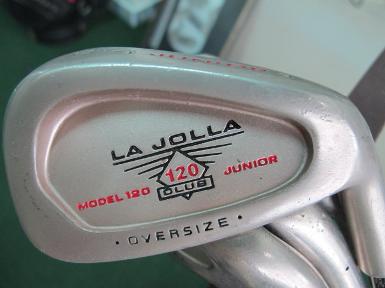 LA JOLLA
120
MODEL 120 JUNIOR
CLUB
• OVERSIZE •